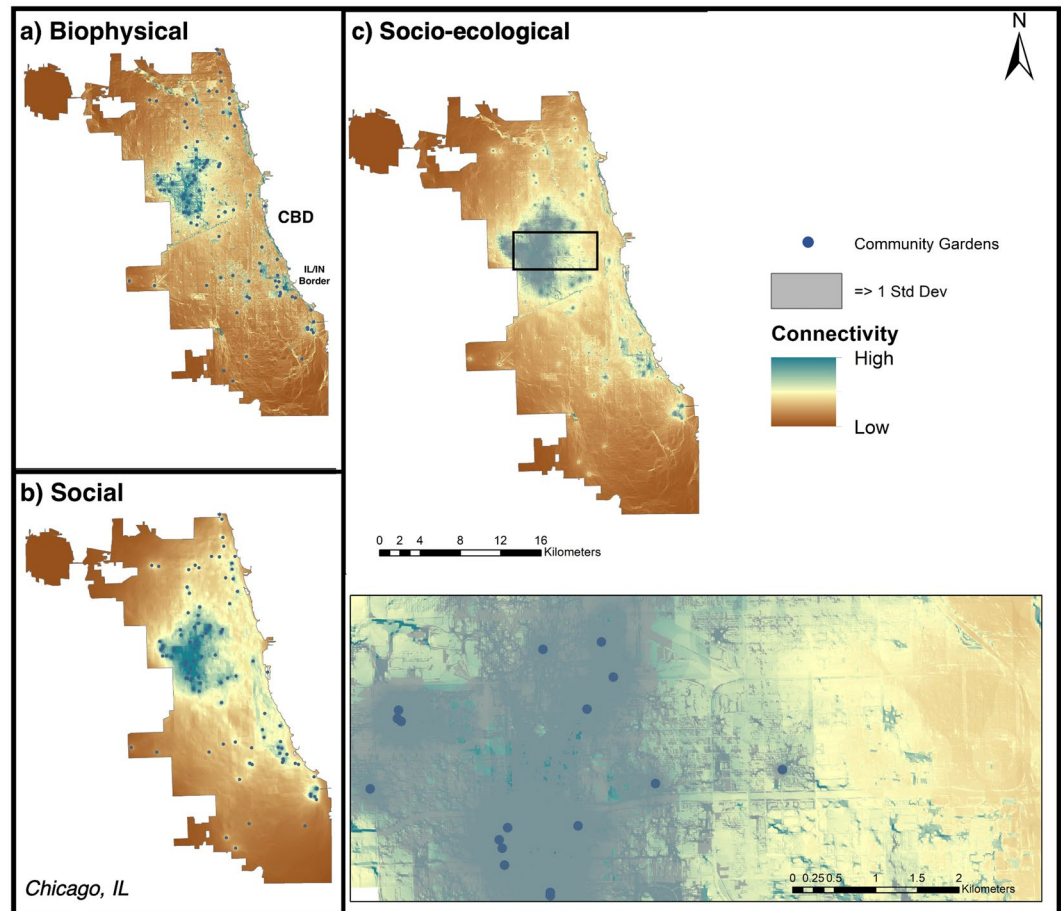 a) Biophysical
CBD
IL/IN
Border
b) Social
Chicago, IL
c) Socio-ecological
N
Community Gardens
=> 1 Std Dev
Connectivity
High
Low
0 2 4 8 12 16
Kilometers
0 0.25 0.5 1 1.5 2
Kilometers